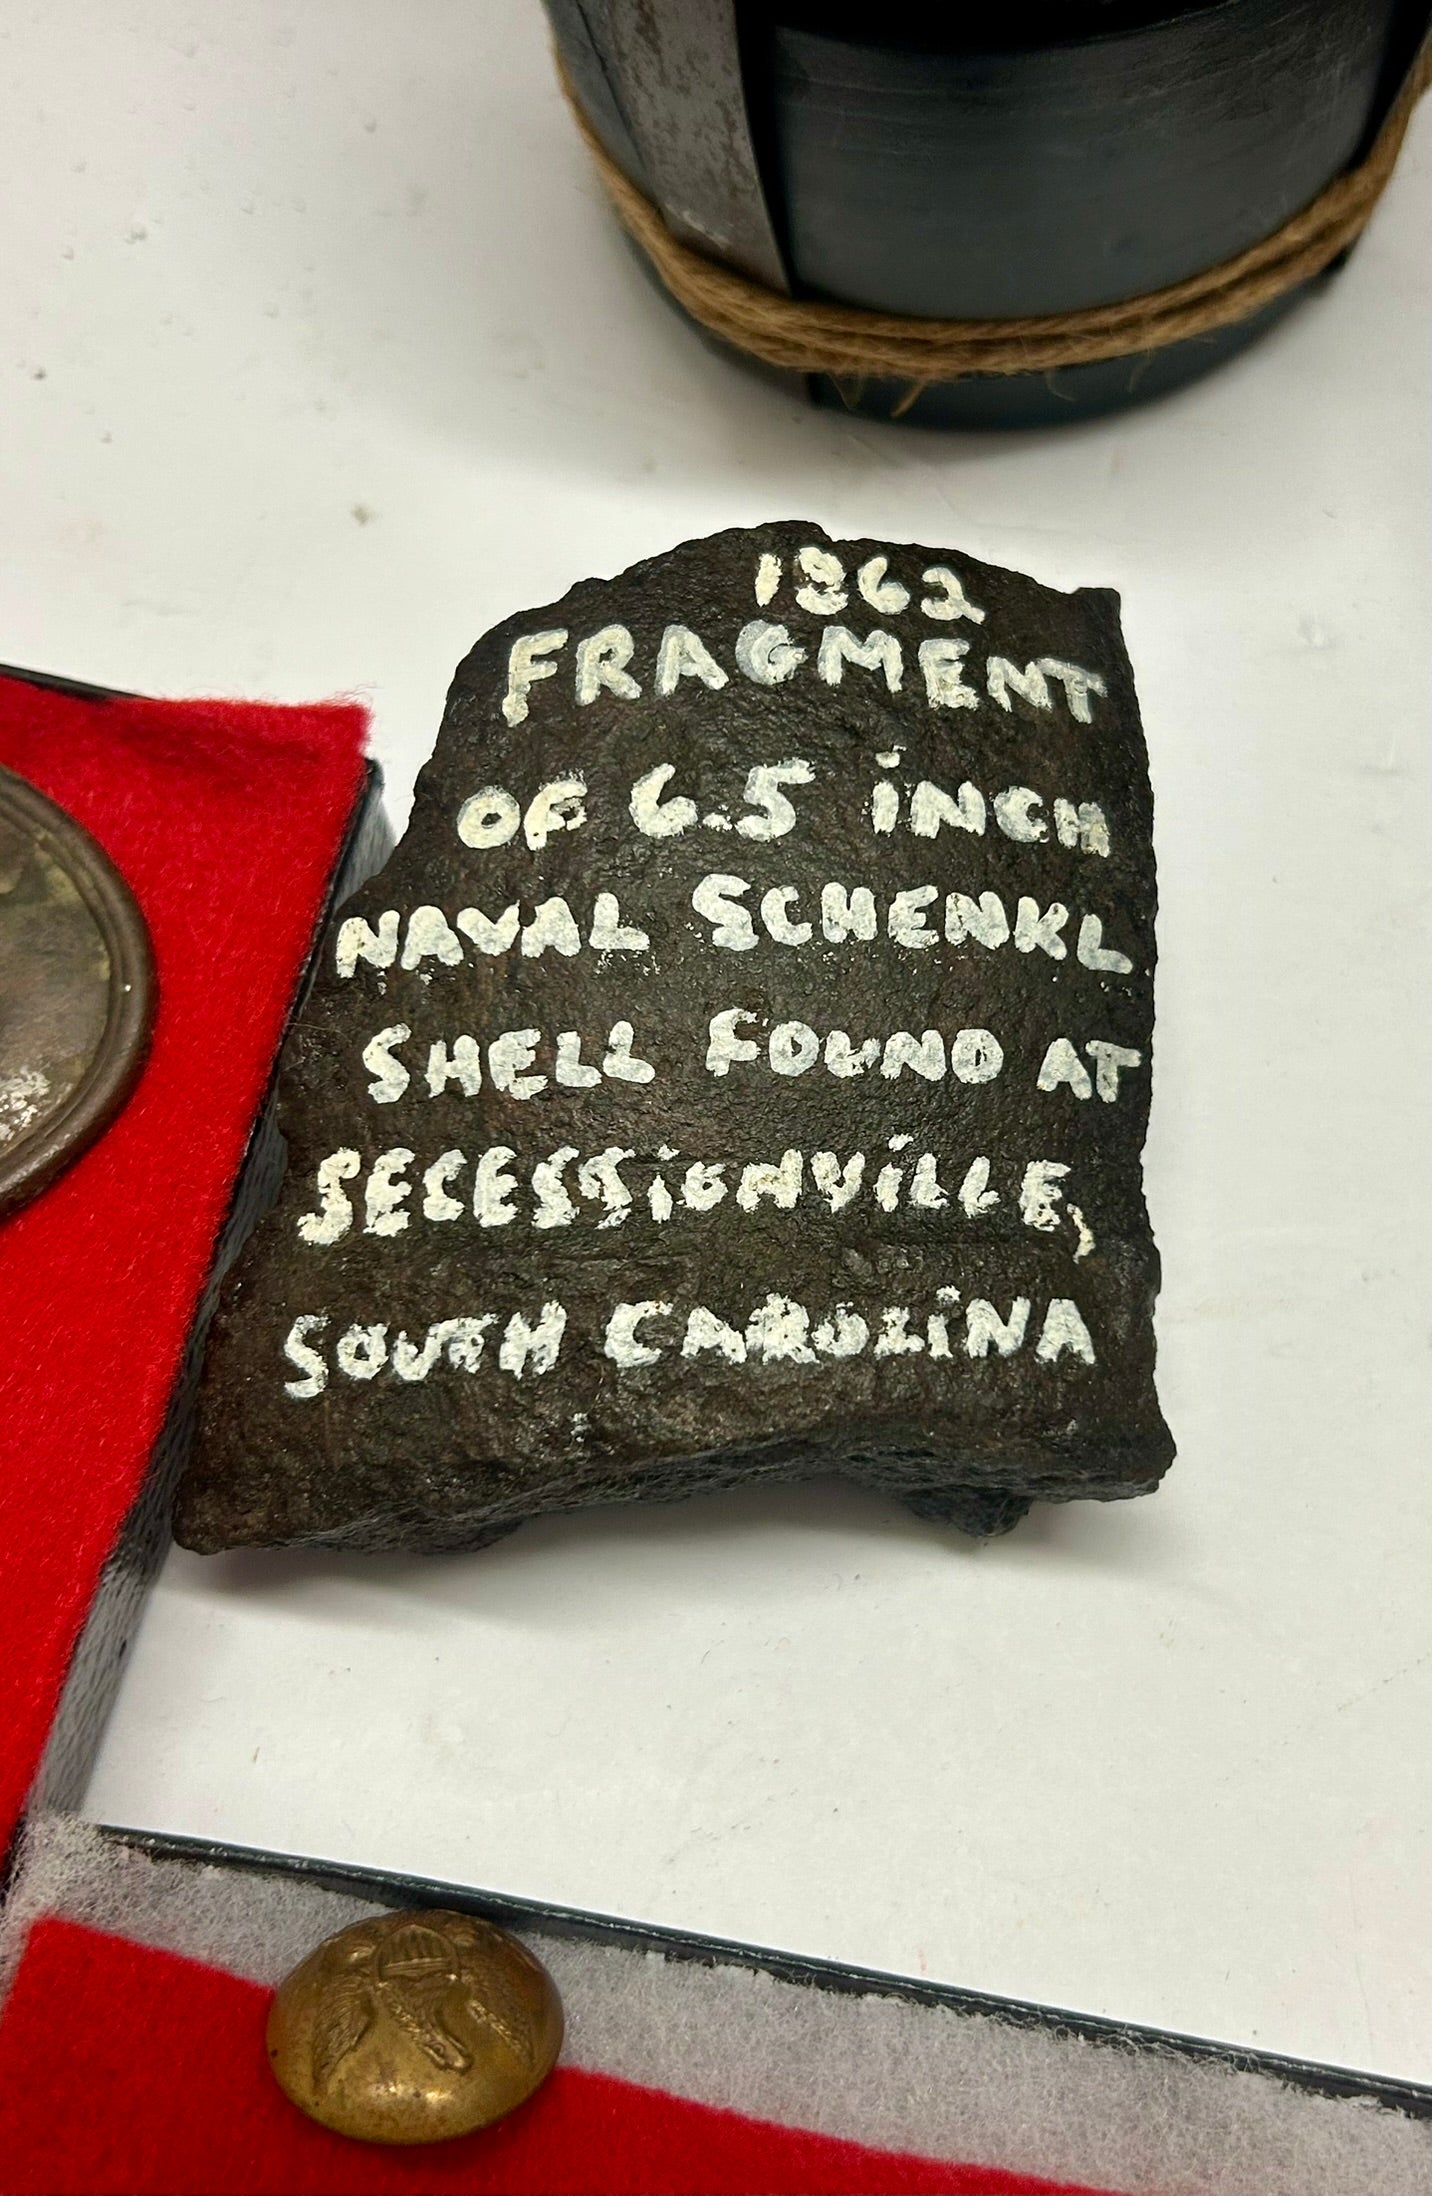 1862
FRAGMENT
OF 6.5 iNCH
NAVAL SCHENKL
SHELL FOUND AT
SECESSiONViLLE,
SOUTH CAROLiNA